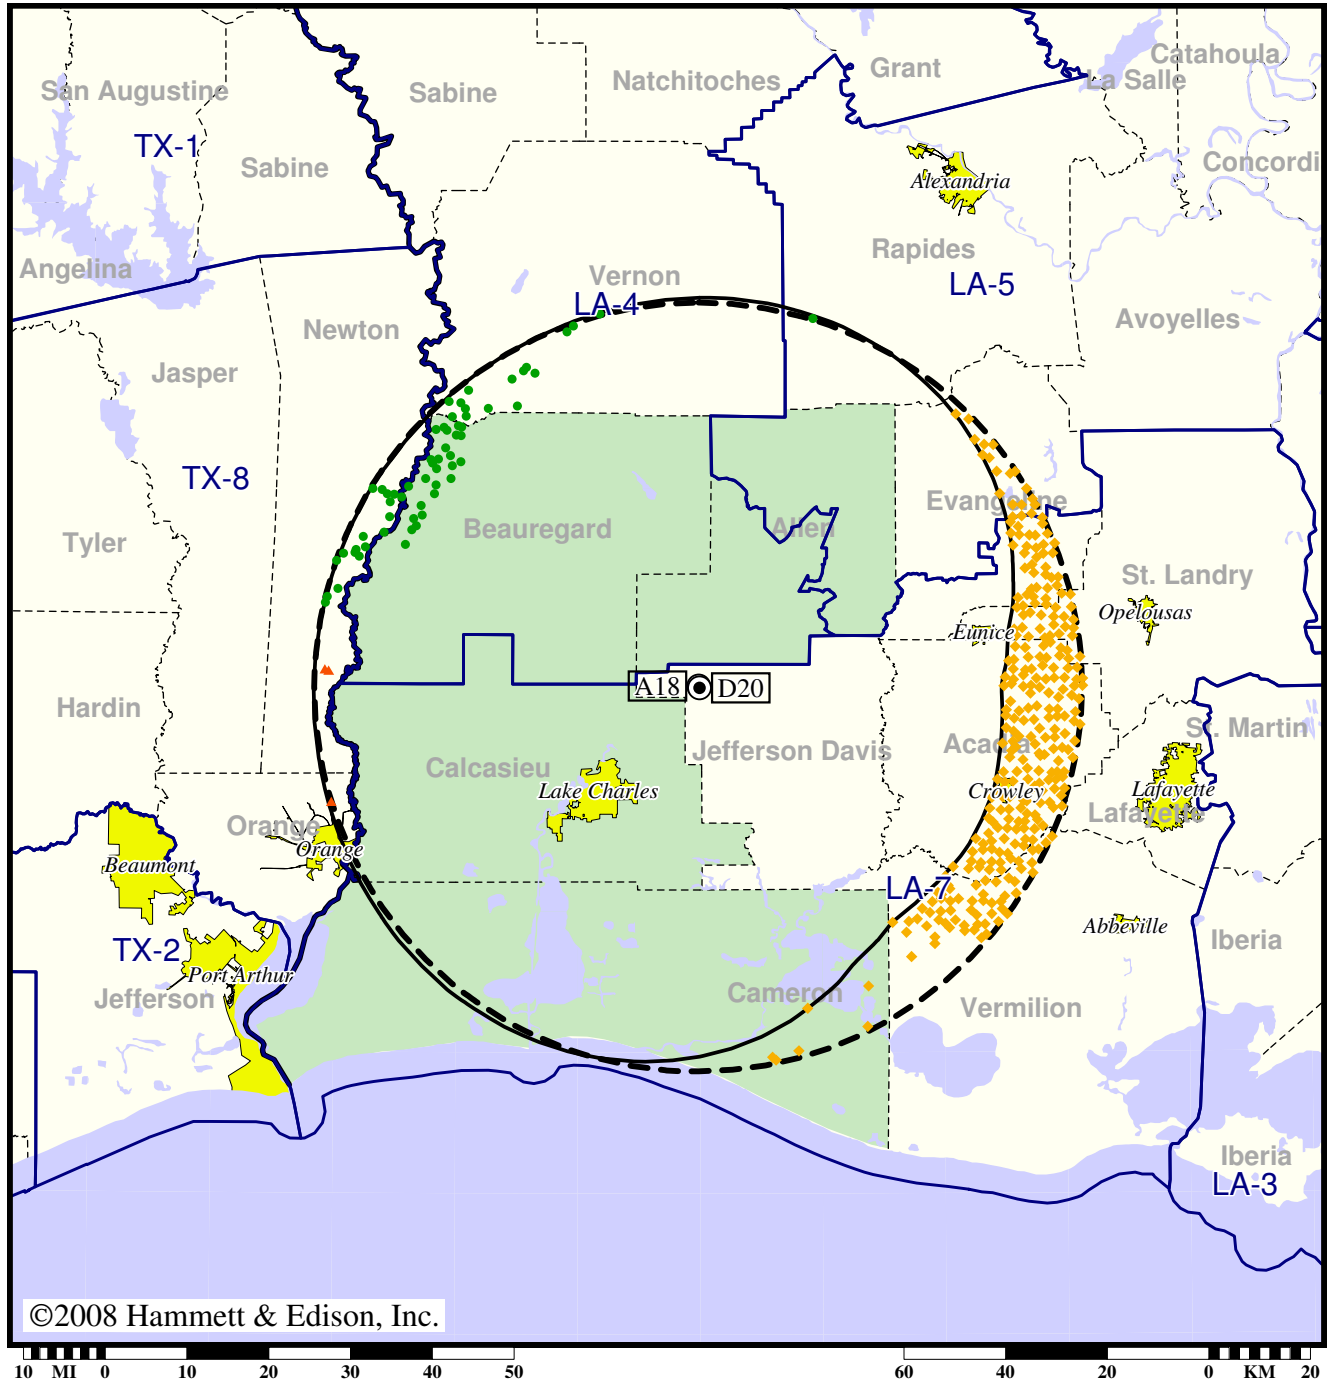 Catahoula
Grant
La Salle
Natchitoches
San Augustine
Sabine
TX-1
Sabine
Concordi
Alexandria
Rapides
Angelina
Vernon
LA-5
LA-4
Newton
Avoyelles
Jasper
TX-8
Evangeline
Beauregard
Allen
Tyler
St. Landry
Opelousas
Eunice
A18
D20
Hardin
St. Martin
Acadia
Jefferson Davis
Calcasieu
Lake Charles
Crowley
Lafayette
Lafayette
Orange
Orange
Beaumont
LA-7
Abbeville
Iberia
TX-2
Port Arthur
Jefferson
Cameron
Vermilion
Iberia
LA-3
©2008 Hammett & Edison, Inc.
10 MI 0 10 20 30 40 50
60 40 20 0 KM 20